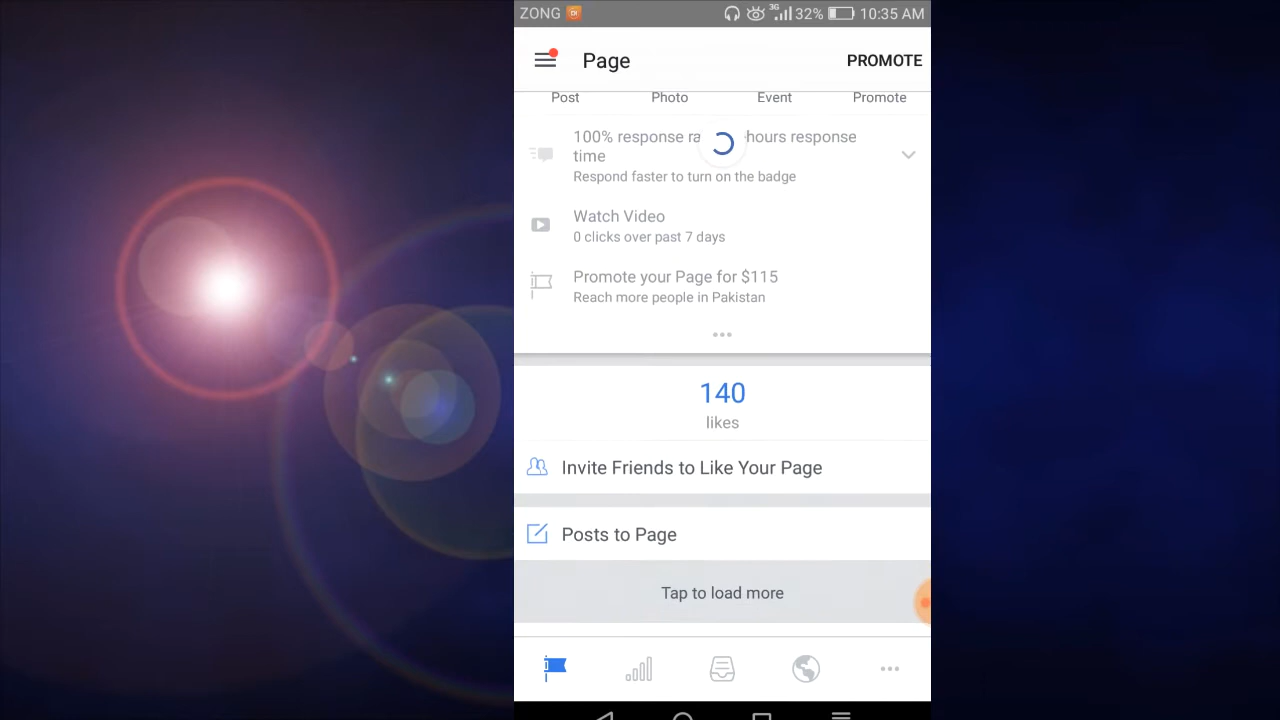 ZONG 3G 32% 10:35 AM
Page PROMOTE
Post Photo Event Promote
100% response hours response
time
Respond faster to turn on the badge
Watch Video
0 clicks over past 7 days
Promote your Page for $115
Reach more people in Pakistan
140
likes
Invite Friends to Like Your Page
Posts to Page
Tap to load more